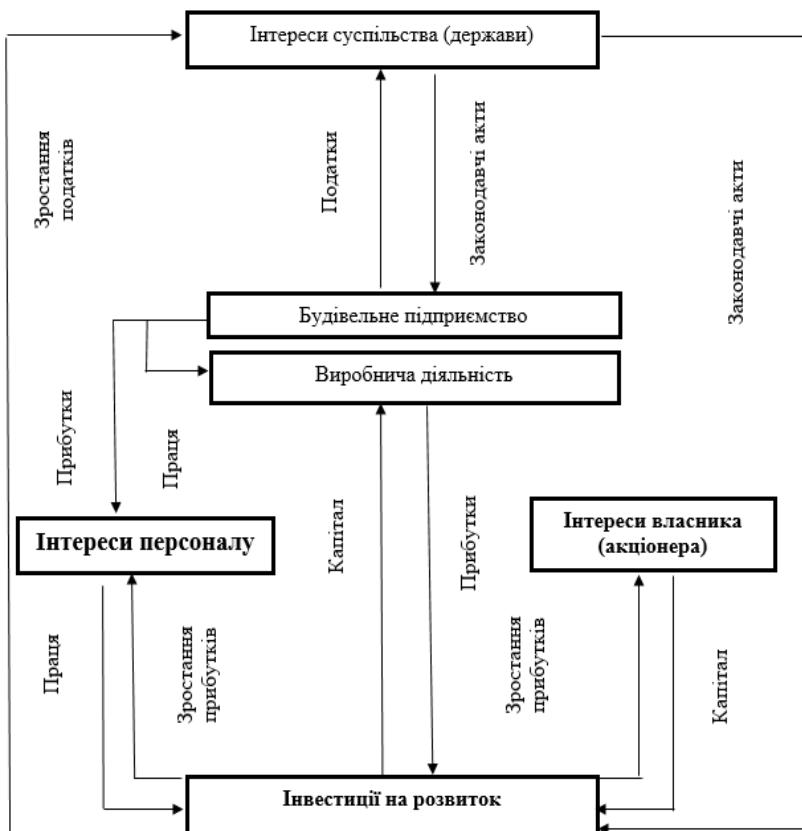 Інтереси суспільства (держави)
Зростання
податків
Податки
Законодавчі акти
Законодавчі акти
Будівельне підприємство
Виробнича діяльність
Прибутки
Праця
Капітал
Прибутки
Інтереси персоналу
Інтереси власника
(акціонера)
Праця
Зростання
прибутків
Зростання
прибутків
Капітал
Інвестиції на розвиток